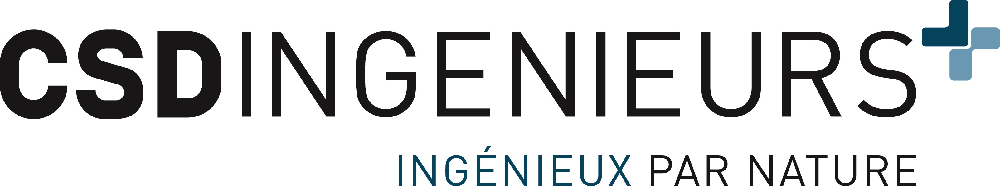 CSDINGENIEURS
INGÉNIEUX PAR NATURE